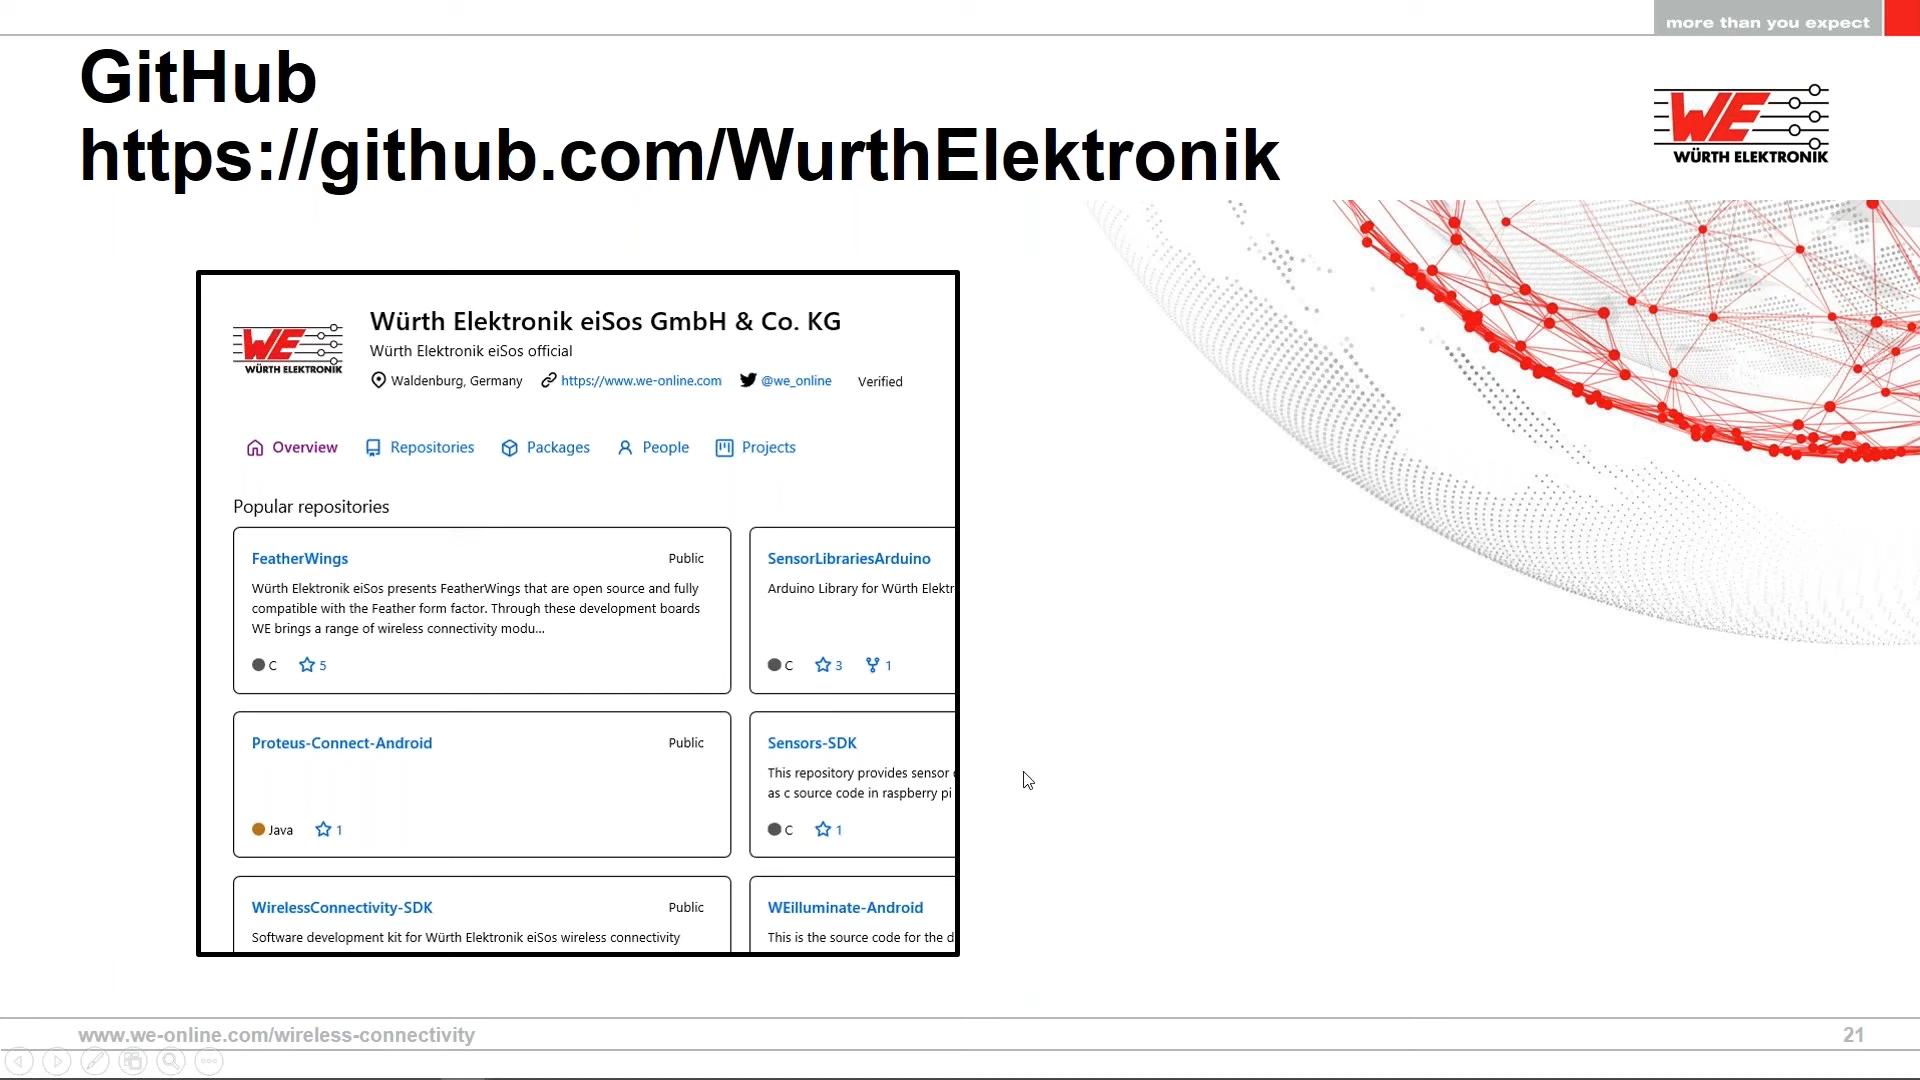 more than you expect
GitHub
https://github.com/WurthElektronik
WE
WÜRTH ELEKTRONIK
WE
WÜRTH ELEKTRONIK
Würth Elektronik eiSos GmbH & Co. KG
Würth Elektronik eiSos official
Waldenburg, Germany https://www.we-online.com @we_online Verified
Overview Repositories Packages People Projects
Popular repositories
FeatherWings Public
Würth Elektronik eiSos presents FeatherWings that are open source and fully
compatible with the Feather form factor. Through these development boards
WE brings a range of wireless connectivity modu...
C 5
SensorLibrariesArduino
Arduino Library for Würth Elektr
C 3 1
Proteus-Connect-Android Public
Java 1
Sensors-SDK
This repository provides sensor
as c source code in raspberry pi
C 1
WirelessConnectivity-SDK Public
Software development kit for Würth Elektronik eiSos wireless connectivity
WEilluminate-Android
This is the source code for the d
www.we-online.com/wireless-connectivity
21